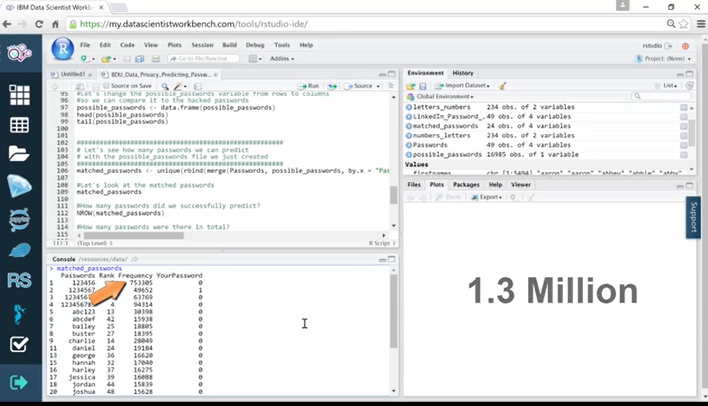 IBM Data Scientist Workb
https://my.datascientistworkbench.com/tools/rstudio-ide/
File Edit Code View Plots Session Build Debug Tools Help
rstudio
Go to file/function
Addins
Project: (None)
Untitled1
BDU_Data_Privacy_Predicting_Passw...
Source on Save
Run
Source
95 #Let's change the possible_passwords variable from rows to columns
96 #so we can compare it to the hacked passwords
97 possible_passwords <- data.frame(possible_passwords)
98 head(possible_passwords)
99 tail(possible_passwords)
100
101
102 ####################################################
103 # Let's see how many passwords we can predict
104 # with the possible_passwords file we just created
105 ####################################################
106 matched_passwords <- unique(rbind(merge(Passwords, possible_passwords, by.x = "Pas
107
108 #Let's look at the matched passwords
109 matched_passwords
110
111 #How many passwords did we successfully predict?
112 NROW(matched_passwords)
113
114 #How many passwords were there in total?
115
111:1
(Top Level)
R Script
Console /resources/data/
> matched_passwords
Passwords Rank Frequency YourPassword
1 123456 753305 0
2 1234567 49652 1
3 1234567 63769 0
4 12345678 4 94314 0
5 abc123 13 30398 0
6 abcdef 42 15938 0
7 bailey 25 18805 0
8 buster 27 18395 0
9 charlie 14 28049 0
11 daniel 24 19184 0
13 george 36 16620 0
15 hannah 32 17040 0
16 harley 37 16275 0
17 jessica 39 16088 0
18 jordan 44 15839 0
20 joshua 48 15628 0
Environment History
Import Dataset
List
Global Environment
letters_numbers 234 obs. of 2 variables
LinkedIn_Password_. 49 obs. of 4 variables
matched_passwords 24 obs. of 4 variables
numbers_letters 234 obs. of 2 variables
Passwords 49 obs. of 4 variables
possible_passwords 16985 obs. of 1 variable
Values
firstnames chr [1:5494] "aaron" "aaron" "abbey" "abbie" "abby"
Files Plots Packages Help Viewer
Zoom
Export
1.3 Million
Support
RS